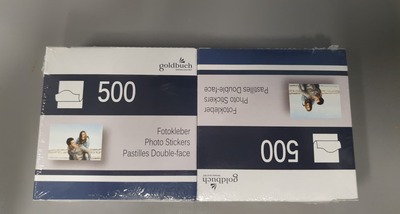 goldbuch
500
Fotokleber
Photo Stickers
Pastilles Double-face
goldbuch
500
Fotokleber
Photo Stickers
Pastilles Double-face